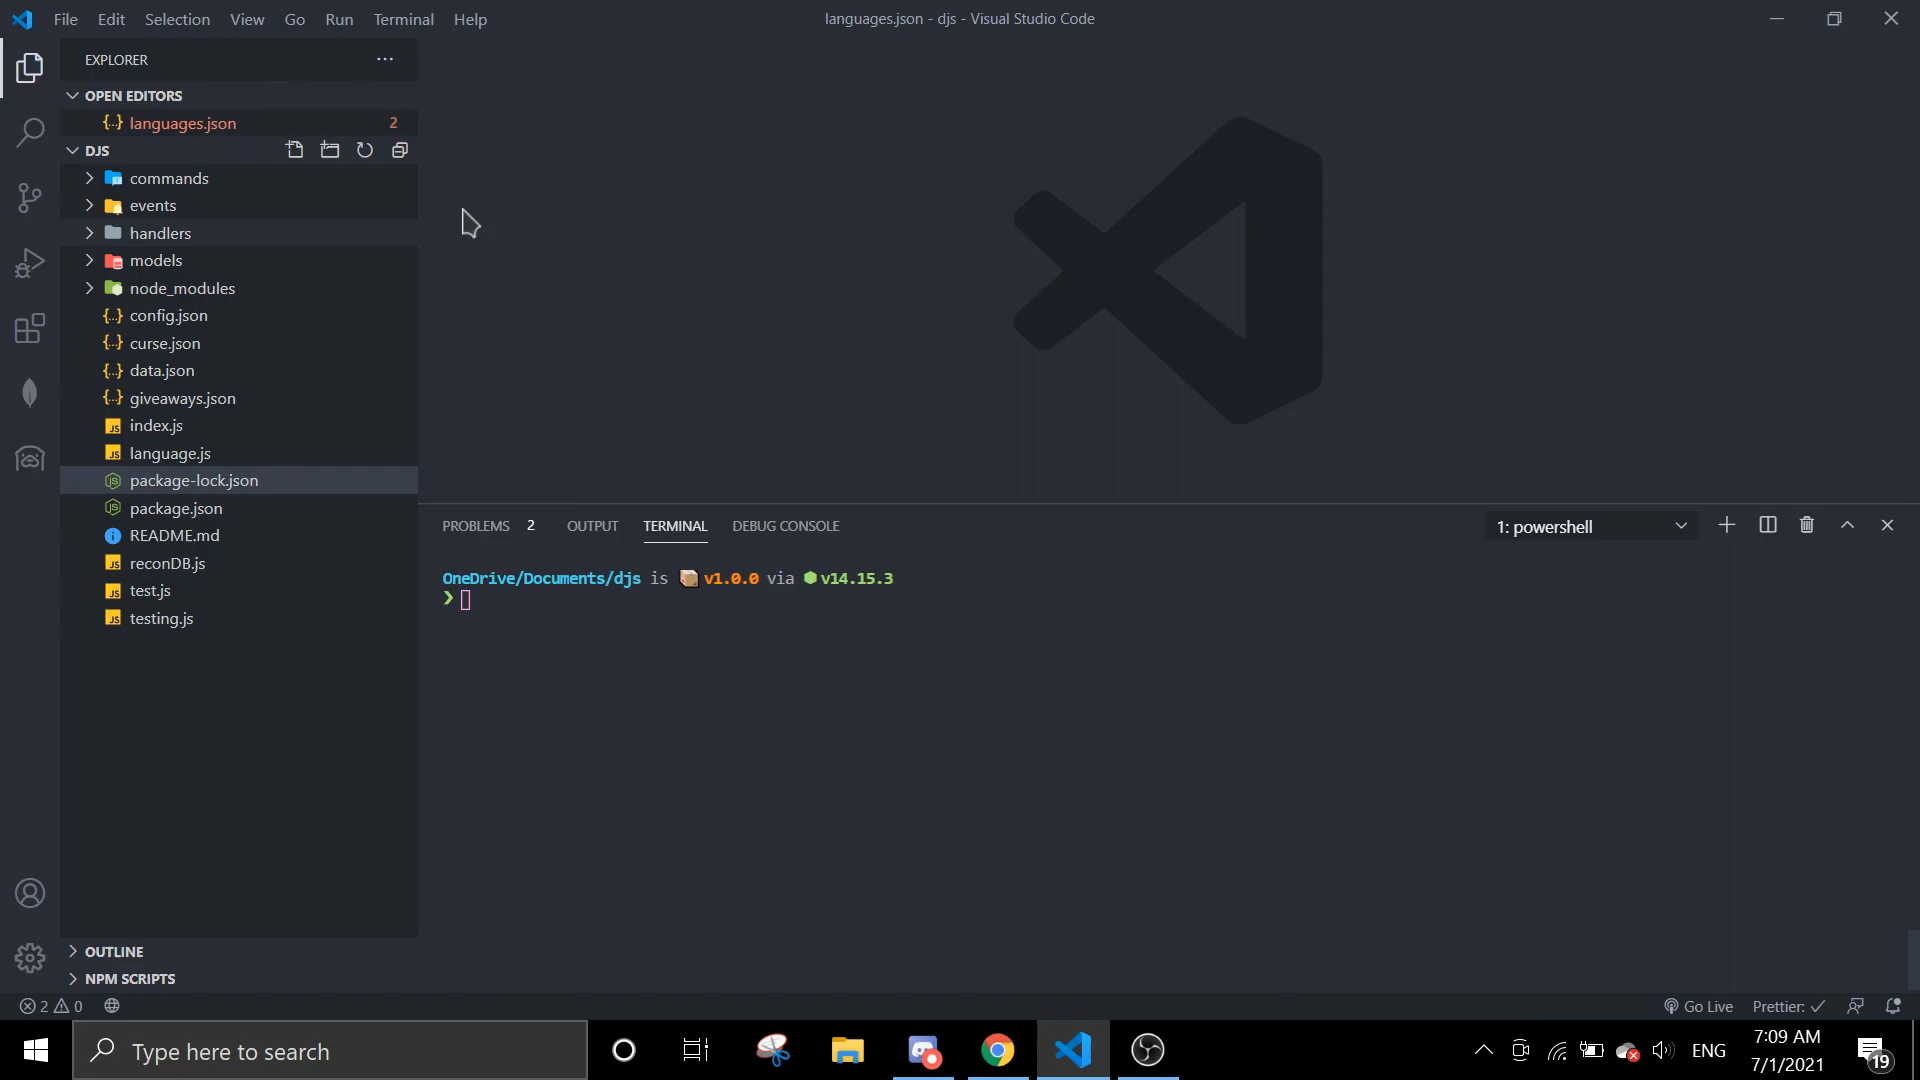 File Edit Selection View Go Run Terminal Help
languages.json - djs - Visual Studio Code
EXPLORER
OPEN EDITORS
languages.json 2
DJS
commands
events
handlers
models
node_modules
config.json
curse.json
data.json
giveaways.json
index.js
language.js
package-lock.json
package.json
README.md
reconDB.js
test.js
testing.js
OUTLINE
NPM SCRIPTS
PROBLEMS 2 OUTPUT TERMINAL DEBUG CONSOLE
1: powershell
OneDrive/Documents/djs is v1.0.0 via v14.15.3
❯
2 0
Go Live Prettier: ✓
Type here to search
ENG
7:09 AM
7/1/2021
19